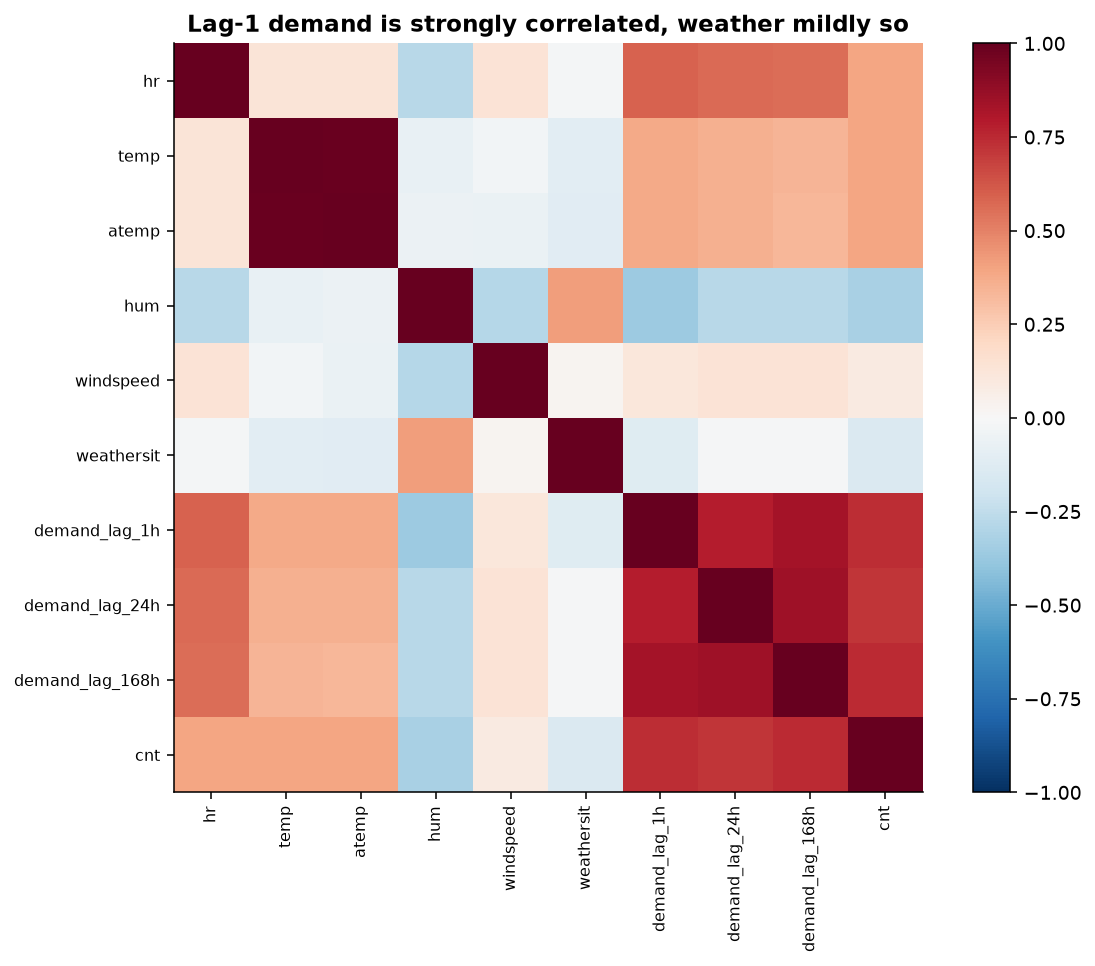 Lag-1 demand is strongly correlated, weather mildly so
hr
temp
atemp
hum
windspeed
weathersit
demand_lag_1h
demand_lag_24h
demand_lag_168h
cnt
hr
temp
atemp
hum
windspeed
weathersit
demand_lag_1h
demand_lag_24h
demand_lag_168h
cnt
1.00
0.75
0.50
0.25
0.00
−0.25
−0.50
−0.75
−1.00